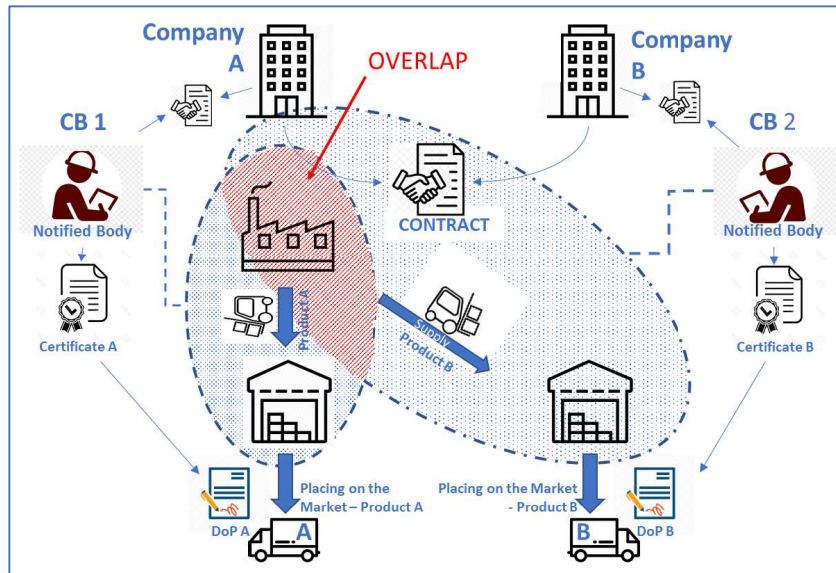 Company
A
OVERLAP
Company
B
CB 1
CB 2
Notified Body
CONTRACT
Notified Body
Product A
Supply
Product B
Certificate A
Certificate B
Placing on the
Market – Product A
Placing on the Market
- Product B
DoP A
A
B
DoP B